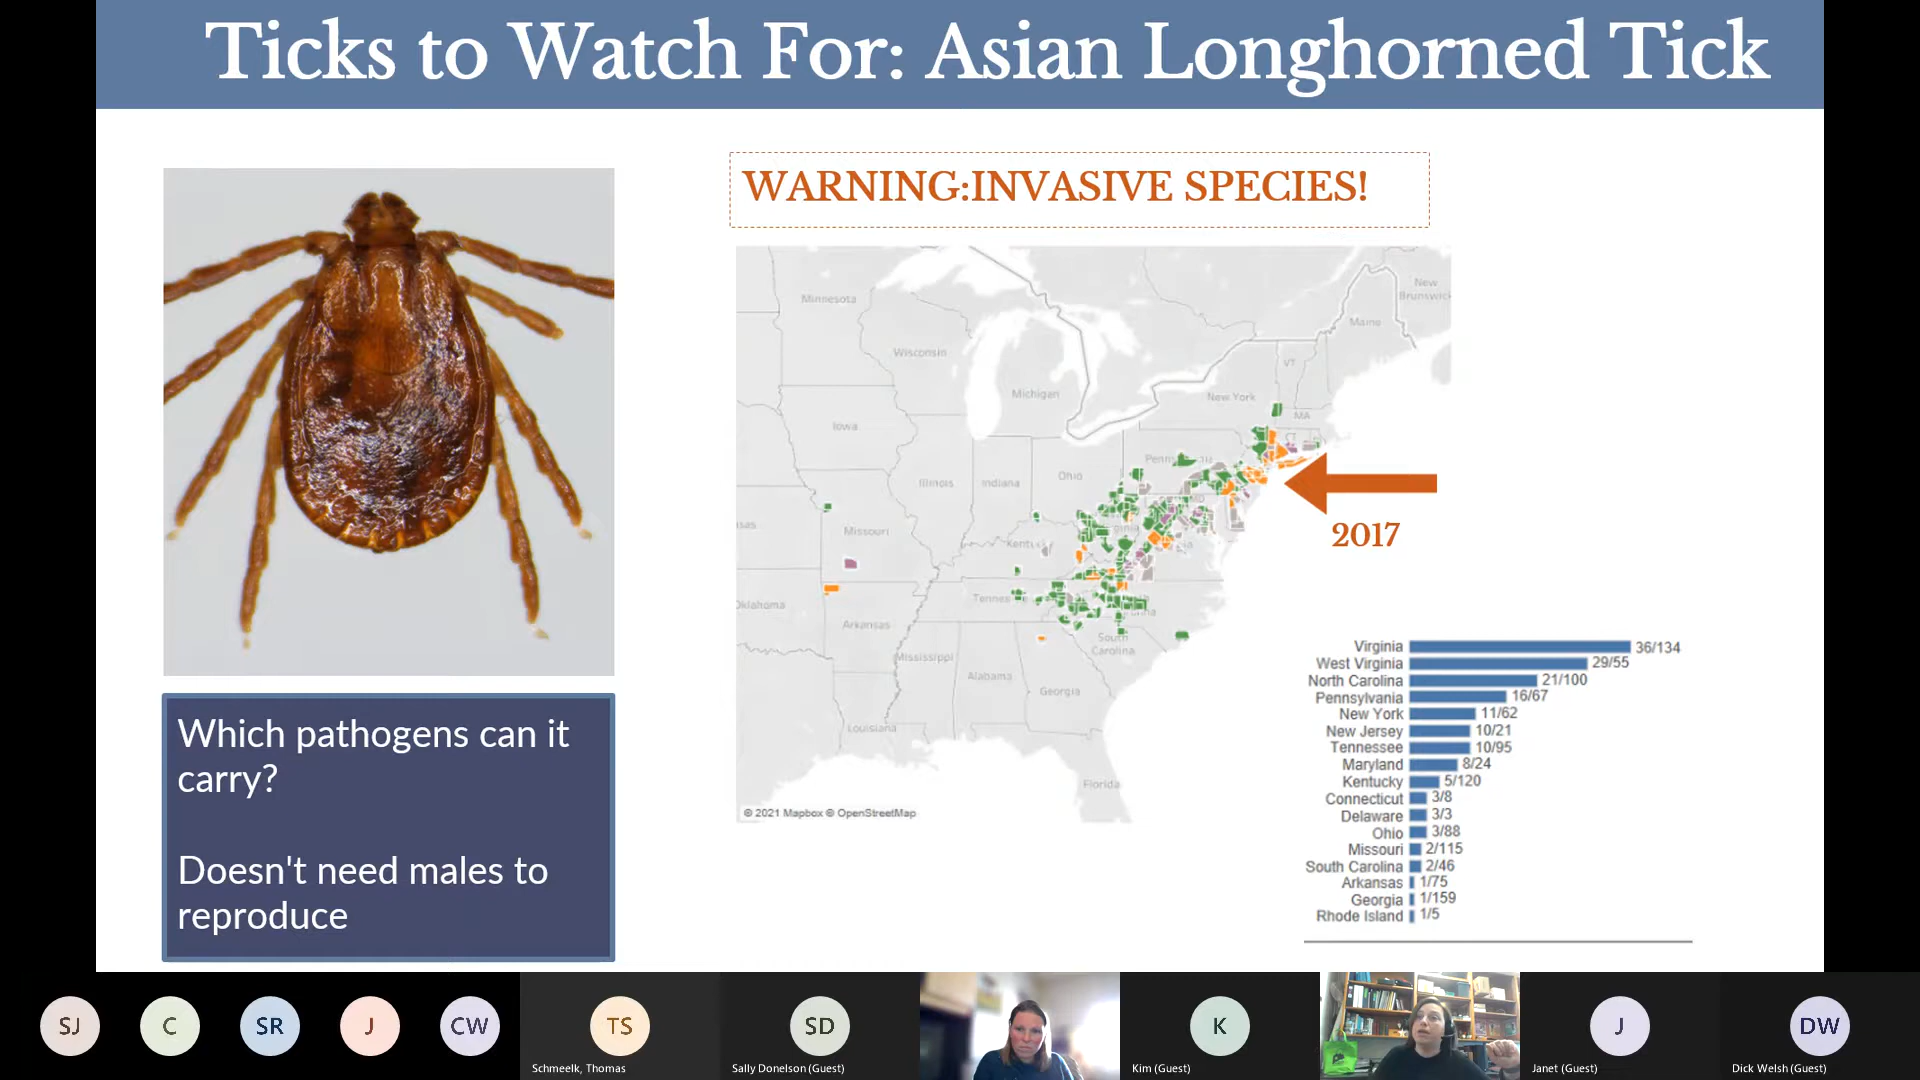 Ticks to Watch For: Asian Longhorned Tick
WARNING:INVASIVE SPECIES!
Which pathogens can it
carry?
Doesn't need males to
reproduce
Minnesota
Wisconsin
Michigan
Iowa
Illinois
Indiana
Ohio
Missouri
Oklahoma
Arkansas
Mississippi
Alabama
Georgia
Louisiana
Florida
South
Carolina
New York
VT
MA
Maine
New
Brunswick
© 2021 Mapbox © OpenStreetMap
2017
Virginia 36/134
West Virginia 29/55
North Carolina 21/100
Pennsylvania 16/67
New York 11/62
New Jersey 10/21
Tennessee 10/95
Maryland 8/24
Kentucky 5/120
Connecticut 3/8
Delaware 3/3
Ohio 3/88
Missouri 2/115
South Carolina 2/46
Arkansas 1/75
Georgia 1/159
Rhode Island 1/5
SJ
C
SR
J
CW
TS
Schmeelk, Thomas
SD
Sally Donelson (Guest)
K
Kim (Guest)
J
Janet (Guest)
DW
Dick Welsh (Guest)